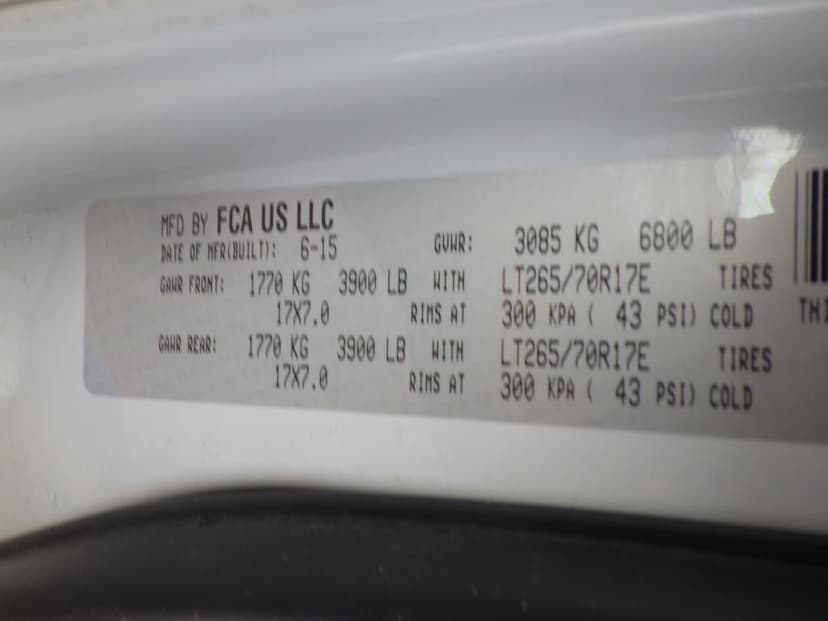 MFD BY FCA US LLC
DATE OF MFR(BUILT): 6-15 GVWR: 3085 KG 6800 LB
GAWR FRONT: 1770 KG 3900 LB WITH LT265/70R17E TIRES
17X7.0 RIMS AT 300 KPA ( 43 PSI) COLD
GAWR REAR: 1770 KG 3900 LB WITH LT265/70R17E TIRES
17X7.0 RIMS AT 300 KPA ( 43 PSI) COLD